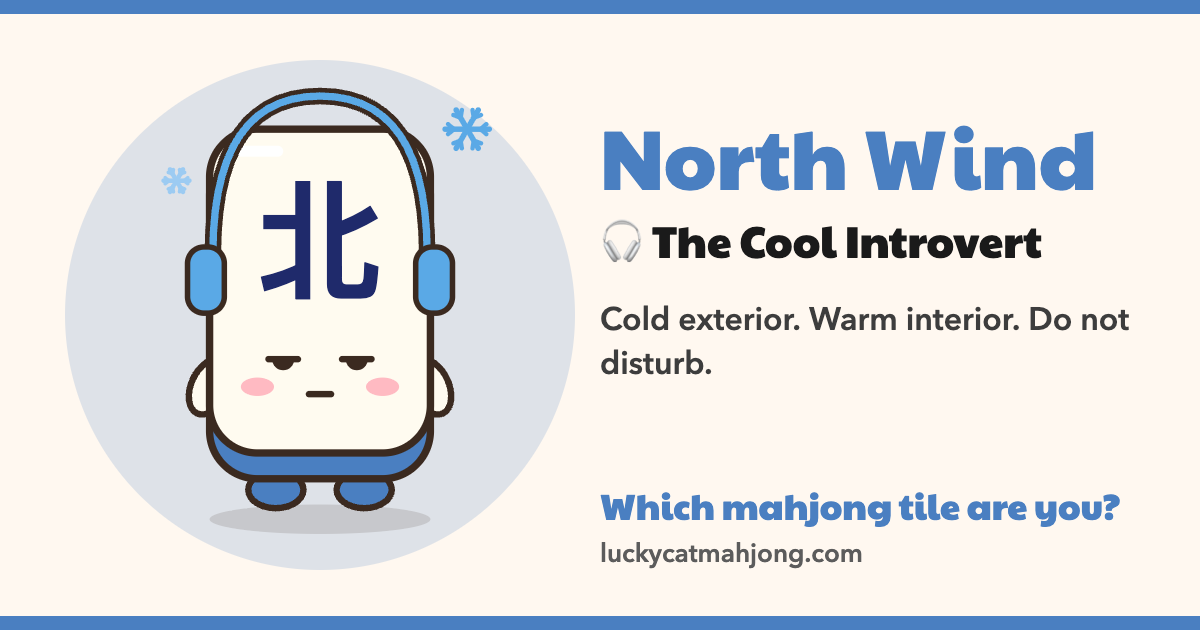 北
North Wind
🎧 The Cool Introvert
Cold exterior. Warm interior. Do not
disturb.
Which mahjong tile are you?
luckycatmahjong.com